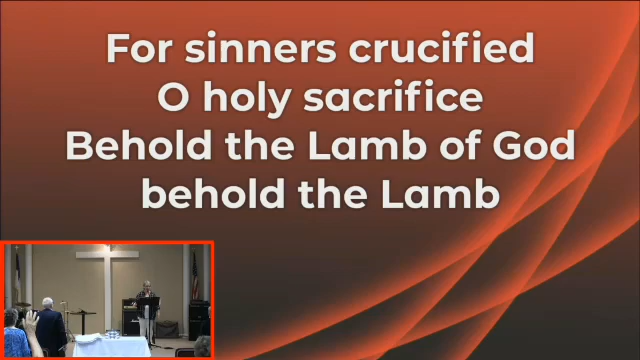 For sinners crucified
O holy sacrifice
Behold the Lamb of God
behold the Lamb